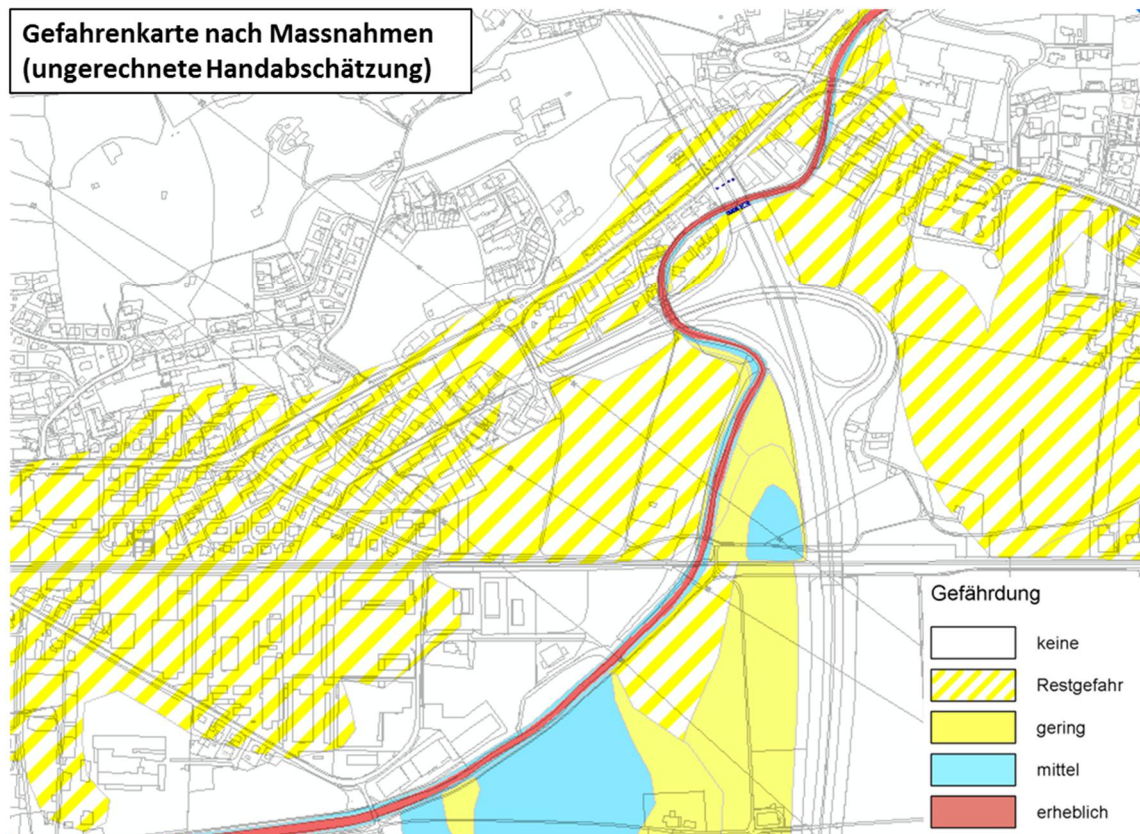 Gefahrenkarte nach Massnahmen
(ungerechnete Handabschätzung)
Gefährdung
keine
Restgefahr
gering
mittel
erheblich